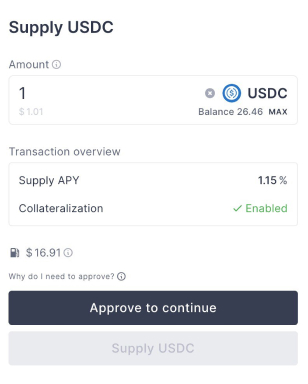 Supply USDC
Amount
1 USDC
$ 1.01 Balance 26.46 MAX
Transaction overview
Supply APY 1.15 %
Collateralization ✓ Enabled
$ 16.91
Why do I need to approve?
Approve to continue
Supply USDC